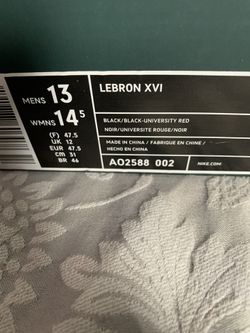 MENS 13
WMNS 14.5
(F) 47.5
UK 12
EUR 47.5
CM 31
BR 46
LEBRON XVI
BLACK/BLACK-UNIVERSITY RED
NOIR/UNIVERSITE ROUGE/NOIR
MADE IN CHINA / FABRIQUE EN CHINE /
HECHO EN CHINA
AO2588 002
NIKE.COM